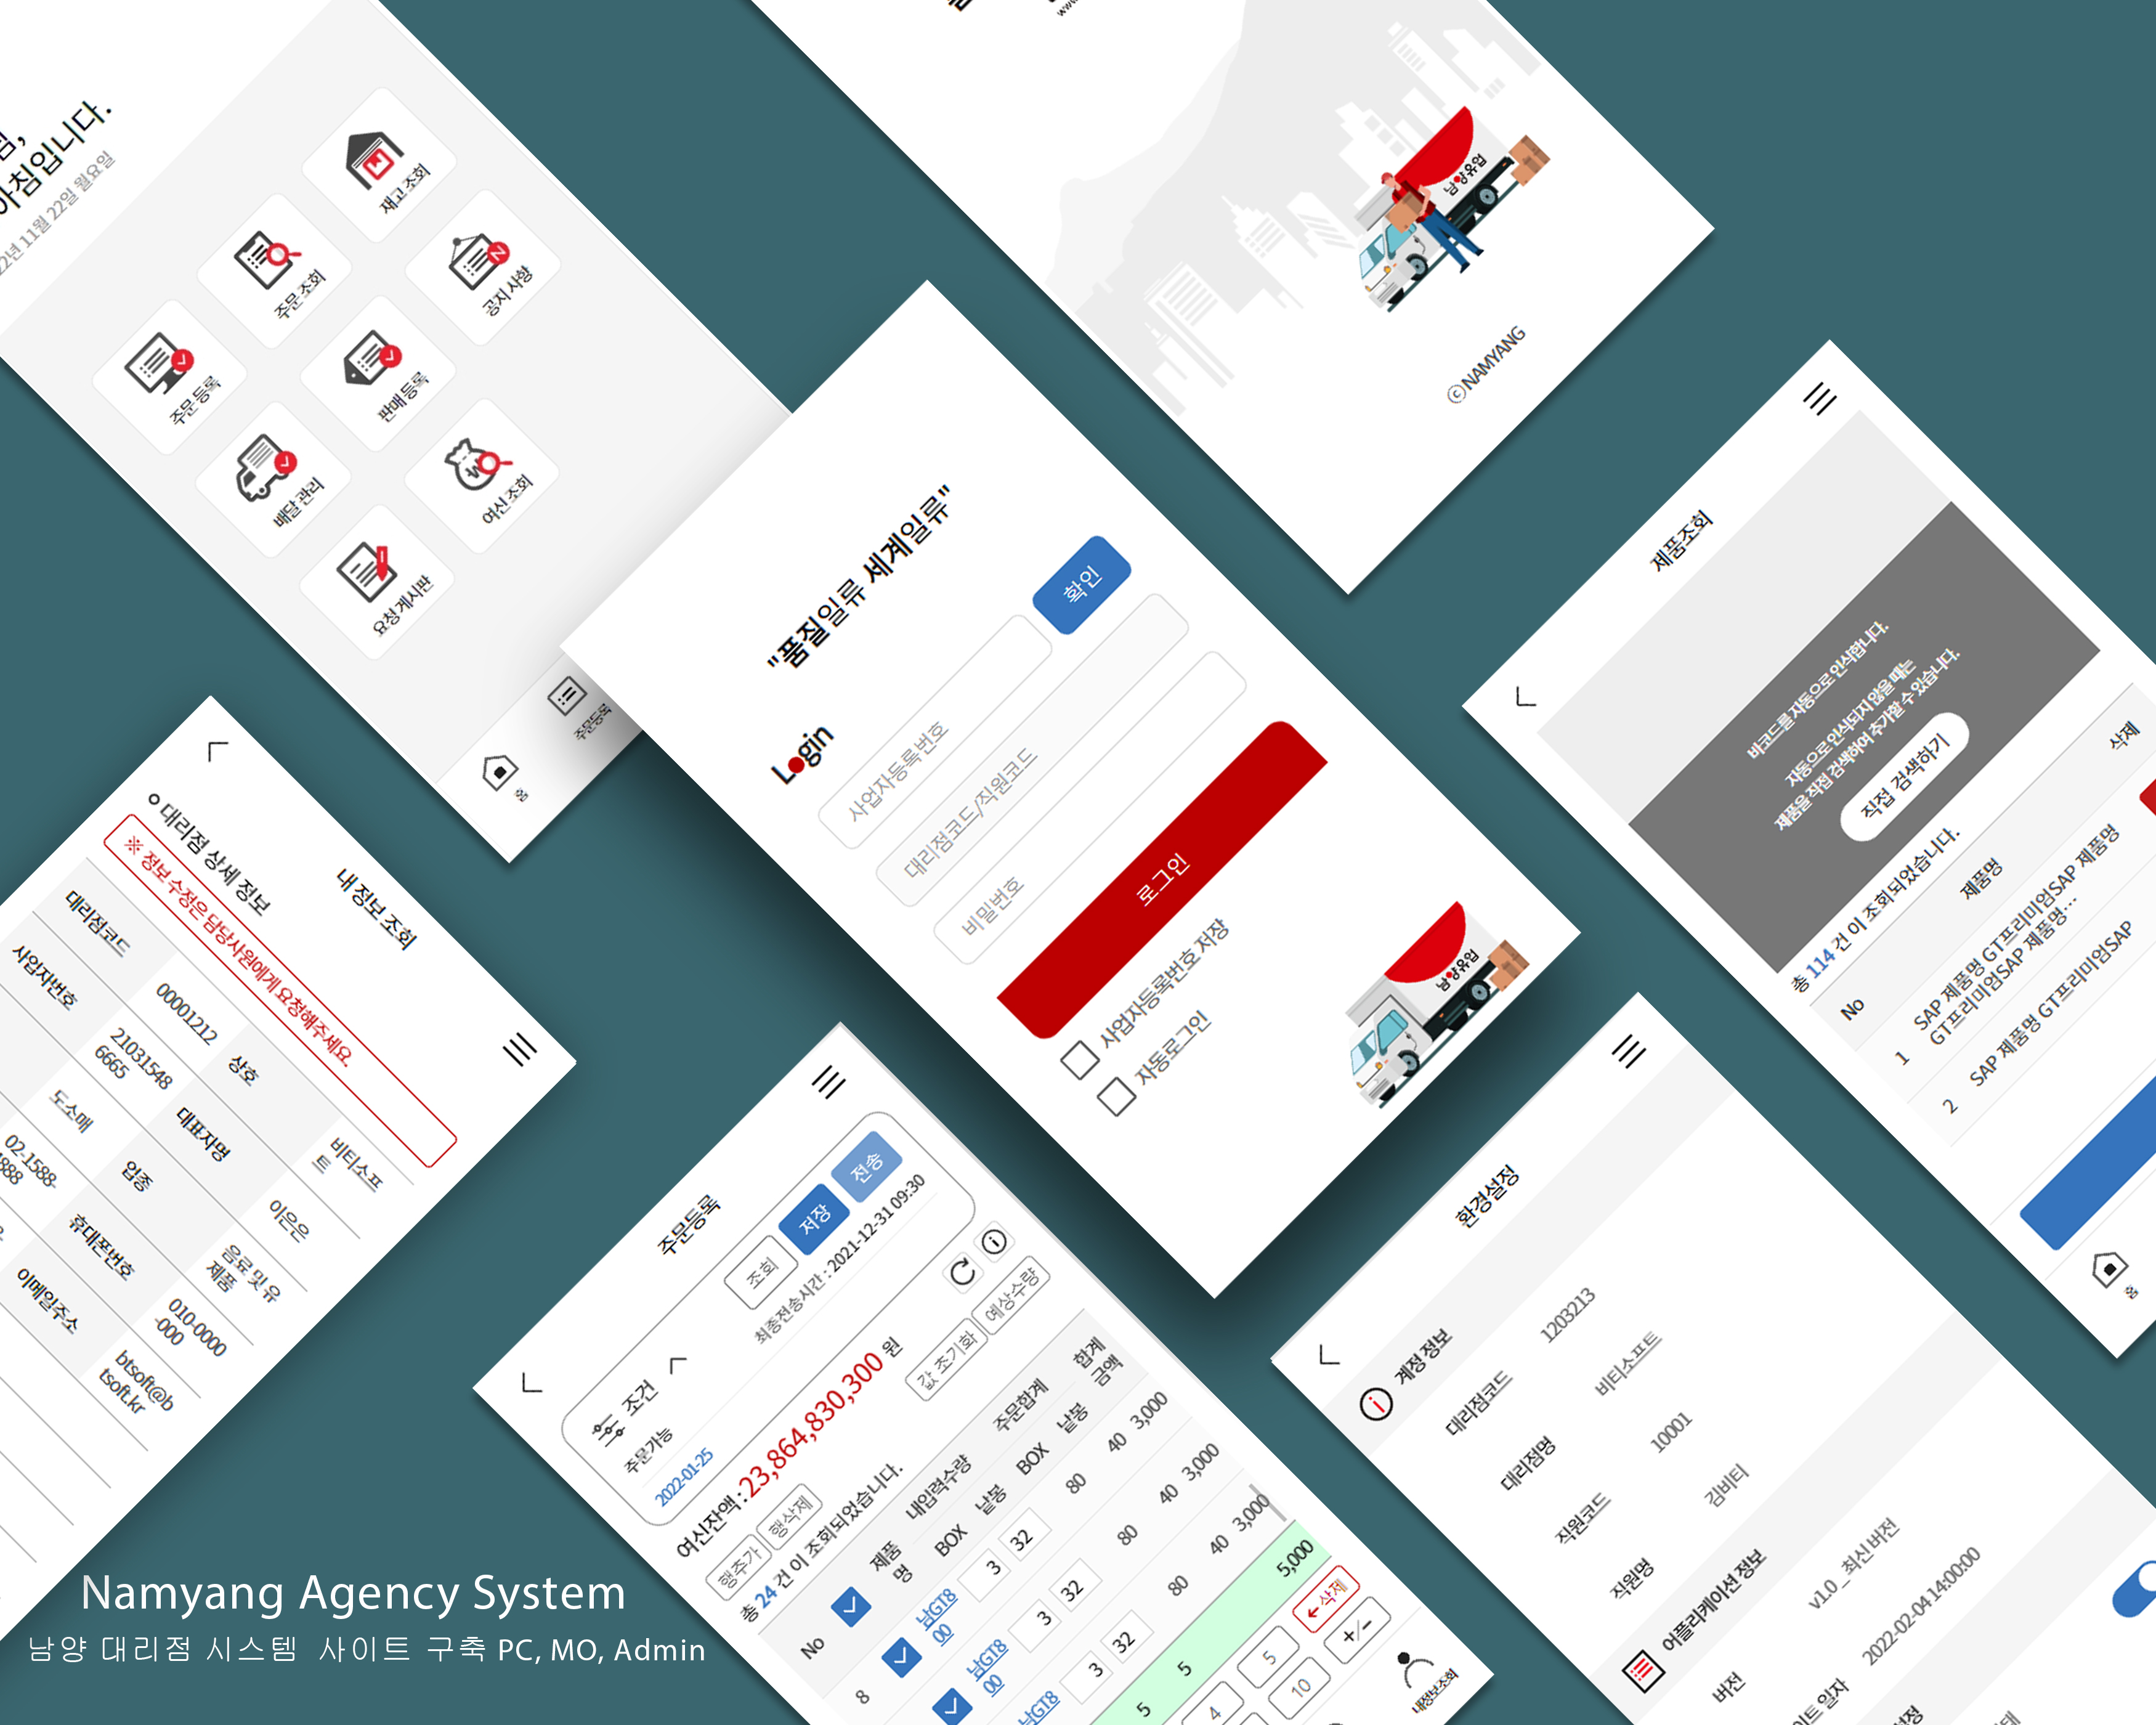 아침입니다.
22년 11월 22일 월요일
재고 조회
주문 조회
공지 사항
주문 등록
판매 등록
배달 관리
여신 조회
요청 게시판
홈
주문등록
남양유업
ⓒ NAMYANG
"품질일류 세계일류"
Login
사업자등록번호
확인
대리점코드/직원코드
비밀번호
로그인
사업자등록번호 저장
자동로그인
남양유업
제품조회
바코드를 자동으로 인식합니다.
자동으로 인식되지 않을 때는
제품을 직접 검색하여 추가할 수 있습니다.
직접 검색하기
총 114 건 이 조회되었습니다.
No 제품명 삭제
1 SAP 제품명 GT프리미엄SAP 제품명
GT프리미엄SAP 제품명...
2 SAP 제품명 GT프리미엄SAP
홈
내 정보 조회
대리점 상세 정보
※ 정보 수정은 담당사원에게 요청해주세요.
대리점코드 00001212 상호 비티소프
트
사업자번호 21031548
6665 대표자명 이은은
도소매 업종 음료 및 유
제품
02-1588-
휴대폰번호 010-0000
-000
이메일주소 btsoft@b
tsoft.kr
주문등록
조건
조회 저장 전송
주문가능
2022-01-25
최종전송시간 : 2021-12-31 09:30
여신잔액 : 23,864,830,300 원
행추가 행삭제 값 초기화 예상수량
총 24 건 이 조회되었습니다.
No 제품
명 내입력수량 주문합계 합계
금액
BOX 낱봉 BOX 낱봉
8 남GT8
00 3 32 80 40 3,000
남GT8
00 3 32 80 40 3,000
남GT8 3 32 80 40 3,000
5 5 5,000
4 5 ←삭제
10 +/−
내정보조회
환경설정
계정 정보
대리점코드 1203213
대리점명 비티소프트
직원코드 10001
직원명 김비티
어플리케이션 정보
버전 v1.0 _ 최신 버전
이트 일자 2022-02-04 14:00:00
Namyang Agency System
남양 대리점 시스템 사이트 구축 PC, MO, Admin